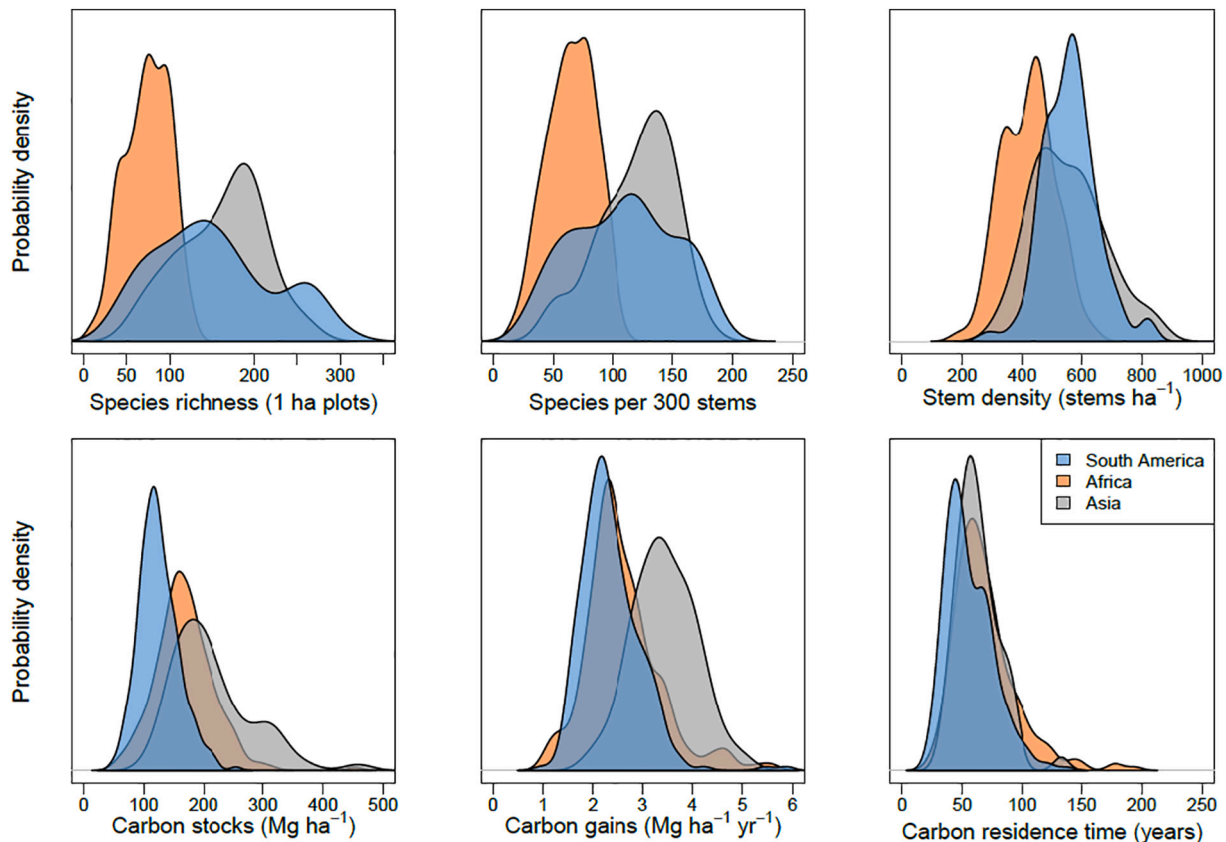 Probability density
0 50 100 200 300
Species richness (1 ha plots)
0 50 100 150 200 250
Species per 300 stems
0 200 400 600 800 1000
Stem density (stems ha⁻¹)
Probability density
0 100 200 300 400 500
Carbon stocks (Mg ha⁻¹)
0 1 2 3 4 5 6
Carbon gains (Mg ha⁻¹ yr⁻¹)
South America
Africa
Asia
0 50 100 150 200 250
Carbon residence time (years)